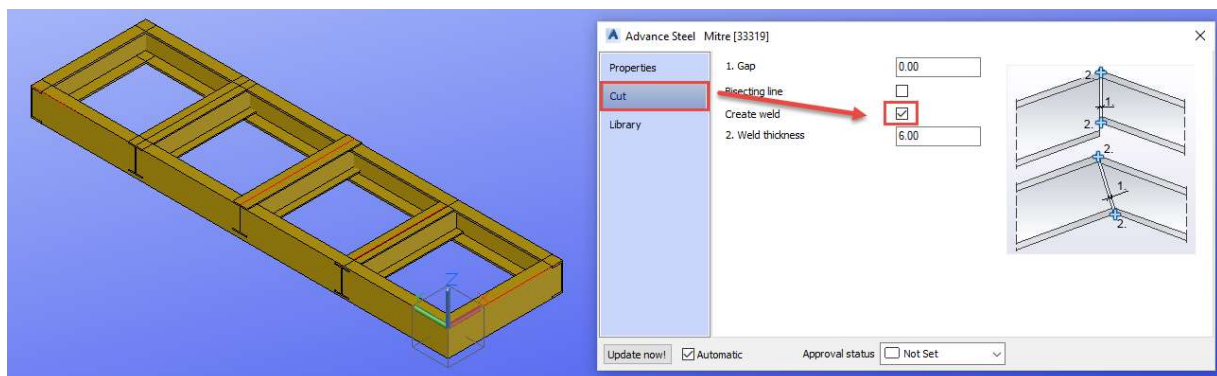 Z
Advance Steel Mitre [33319]
Properties
Cut
Library
1. Gap 0.00
Bisecting line
Create weld
2. Weld thickness 6.00
2.
1.
2.
2.
1.
2.
Update now! Automatic Approval status Not Set